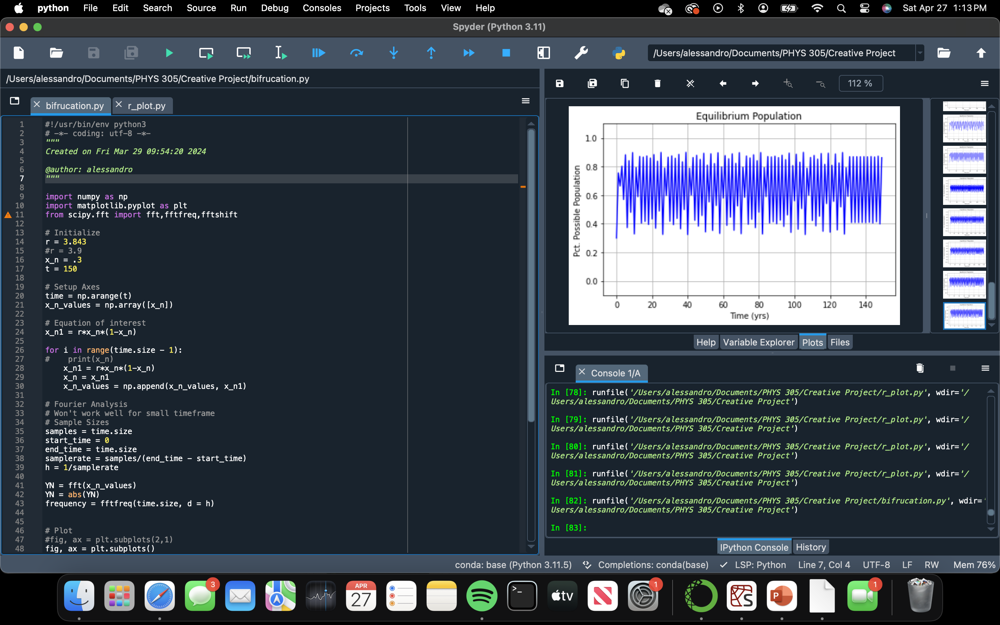 python File Edit Search Source Run Debug Consoles Projects Tools View Help Sat Apr 27 1:13 PM
Spyder (Python 3.11)
/Users/alessandro/Documents/PHYS 305/Creative Project
/Users/alessandro/Documents/PHYS 305/Creative Project/bifrucation.py
bifrucation.py r_plot.py
1 #!/usr/bin/env python3
2 # -*- coding: utf-8 -*-
3 """
4 Created on Fri Mar 29 09:54:20 2024
5
6 @author: alessandro
7 """
8
9 import numpy as np
10 import matplotlib.pyplot as plt
11 from scipy.fft import fft,fftfreq,fftshift
12
13 # Initialize
14 r = 3.843
15 #r = 3.9
16 x_n = .3
17 t = 150
18
19 # Setup Axes
20 time = np.arange(t)
21 x_n_values = np.array([x_n])
22
23 # Equation of interest
24 x_n1 = r*x_n*(1-x_n)
25
26 for i in range(time.size - 1):
27 #    print(x_n)
28     x_n1 = r*x_n*(1-x_n)
29     x_n = x_n1
30     x_n_values = np.append(x_n_values, x_n1)
31
32 # Fourier Analysis
33 # Won't work well for small timeframe
34 # Sample Sizes
35 samples = time.size
36 start_time = 0
37 end_time = time.size
38 samplerate = samples/(end_time - start_time)
39 h = 1/samplerate
40
41 YN = fft(x_n_values)
42 YN = abs(YN)
43 frequency = fftfreq(time.size, d = h)
44
45
46 # Plot
47 #fig, ax = plt.subplots(2,1)
48 fig, ax = plt.subplots()
112 %
Equilibrium Population
Pct. Possible Population
1.0
0.8
0.6
0.4
0.2
0.0
0 20 40 60 80 100 120 140
Time (yrs)
Help Variable Explorer Plots Files
Console 1/A
In [78]: runfile('/Users/alessandro/Documents/PHYS 305/Creative Project/r_plot.py', wdir='/
Users/alessandro/Documents/PHYS 305/Creative Project')
In [79]: runfile('/Users/alessandro/Documents/PHYS 305/Creative Project/r_plot.py', wdir='/
Users/alessandro/Documents/PHYS 305/Creative Project')
In [80]: runfile('/Users/alessandro/Documents/PHYS 305/Creative Project/r_plot.py', wdir='/
Users/alessandro/Documents/PHYS 305/Creative Project')
In [81]: runfile('/Users/alessandro/Documents/PHYS 305/Creative Project/r_plot.py', wdir='/
Users/alessandro/Documents/PHYS 305/Creative Project')
In [82]: runfile('/Users/alessandro/Documents/PHYS 305/Creative Project/bifrucation.py', wdir='
Users/alessandro/Documents/PHYS 305/Creative Project')
In [83]:
IPython Console History
conda: base (Python 3.11.5) Completions: conda(base) LSP: Python Line 7, Col 4 UTF-8 LF RW Mem 76%
3 APR 27 >_ tv 1 S P 1